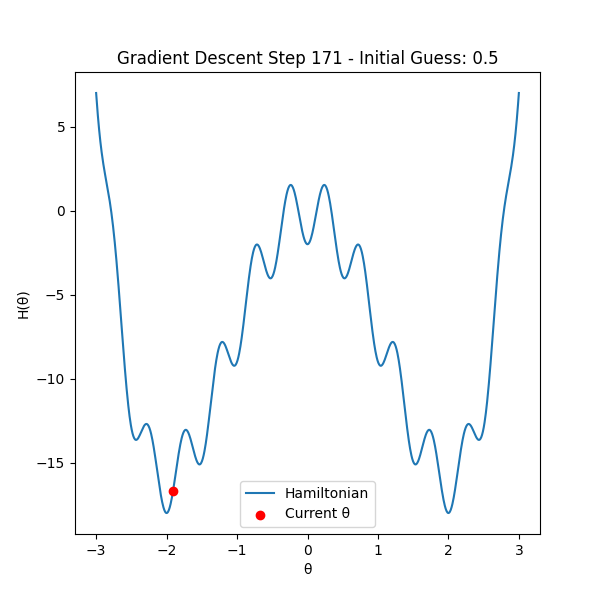 Gradient Descent Step 171 - Initial Guess: 0.5
H(θ)
5
0
−5
−10
−15
Hamiltonian
Current θ
−3
−2
−1
0
1
2
3
θ